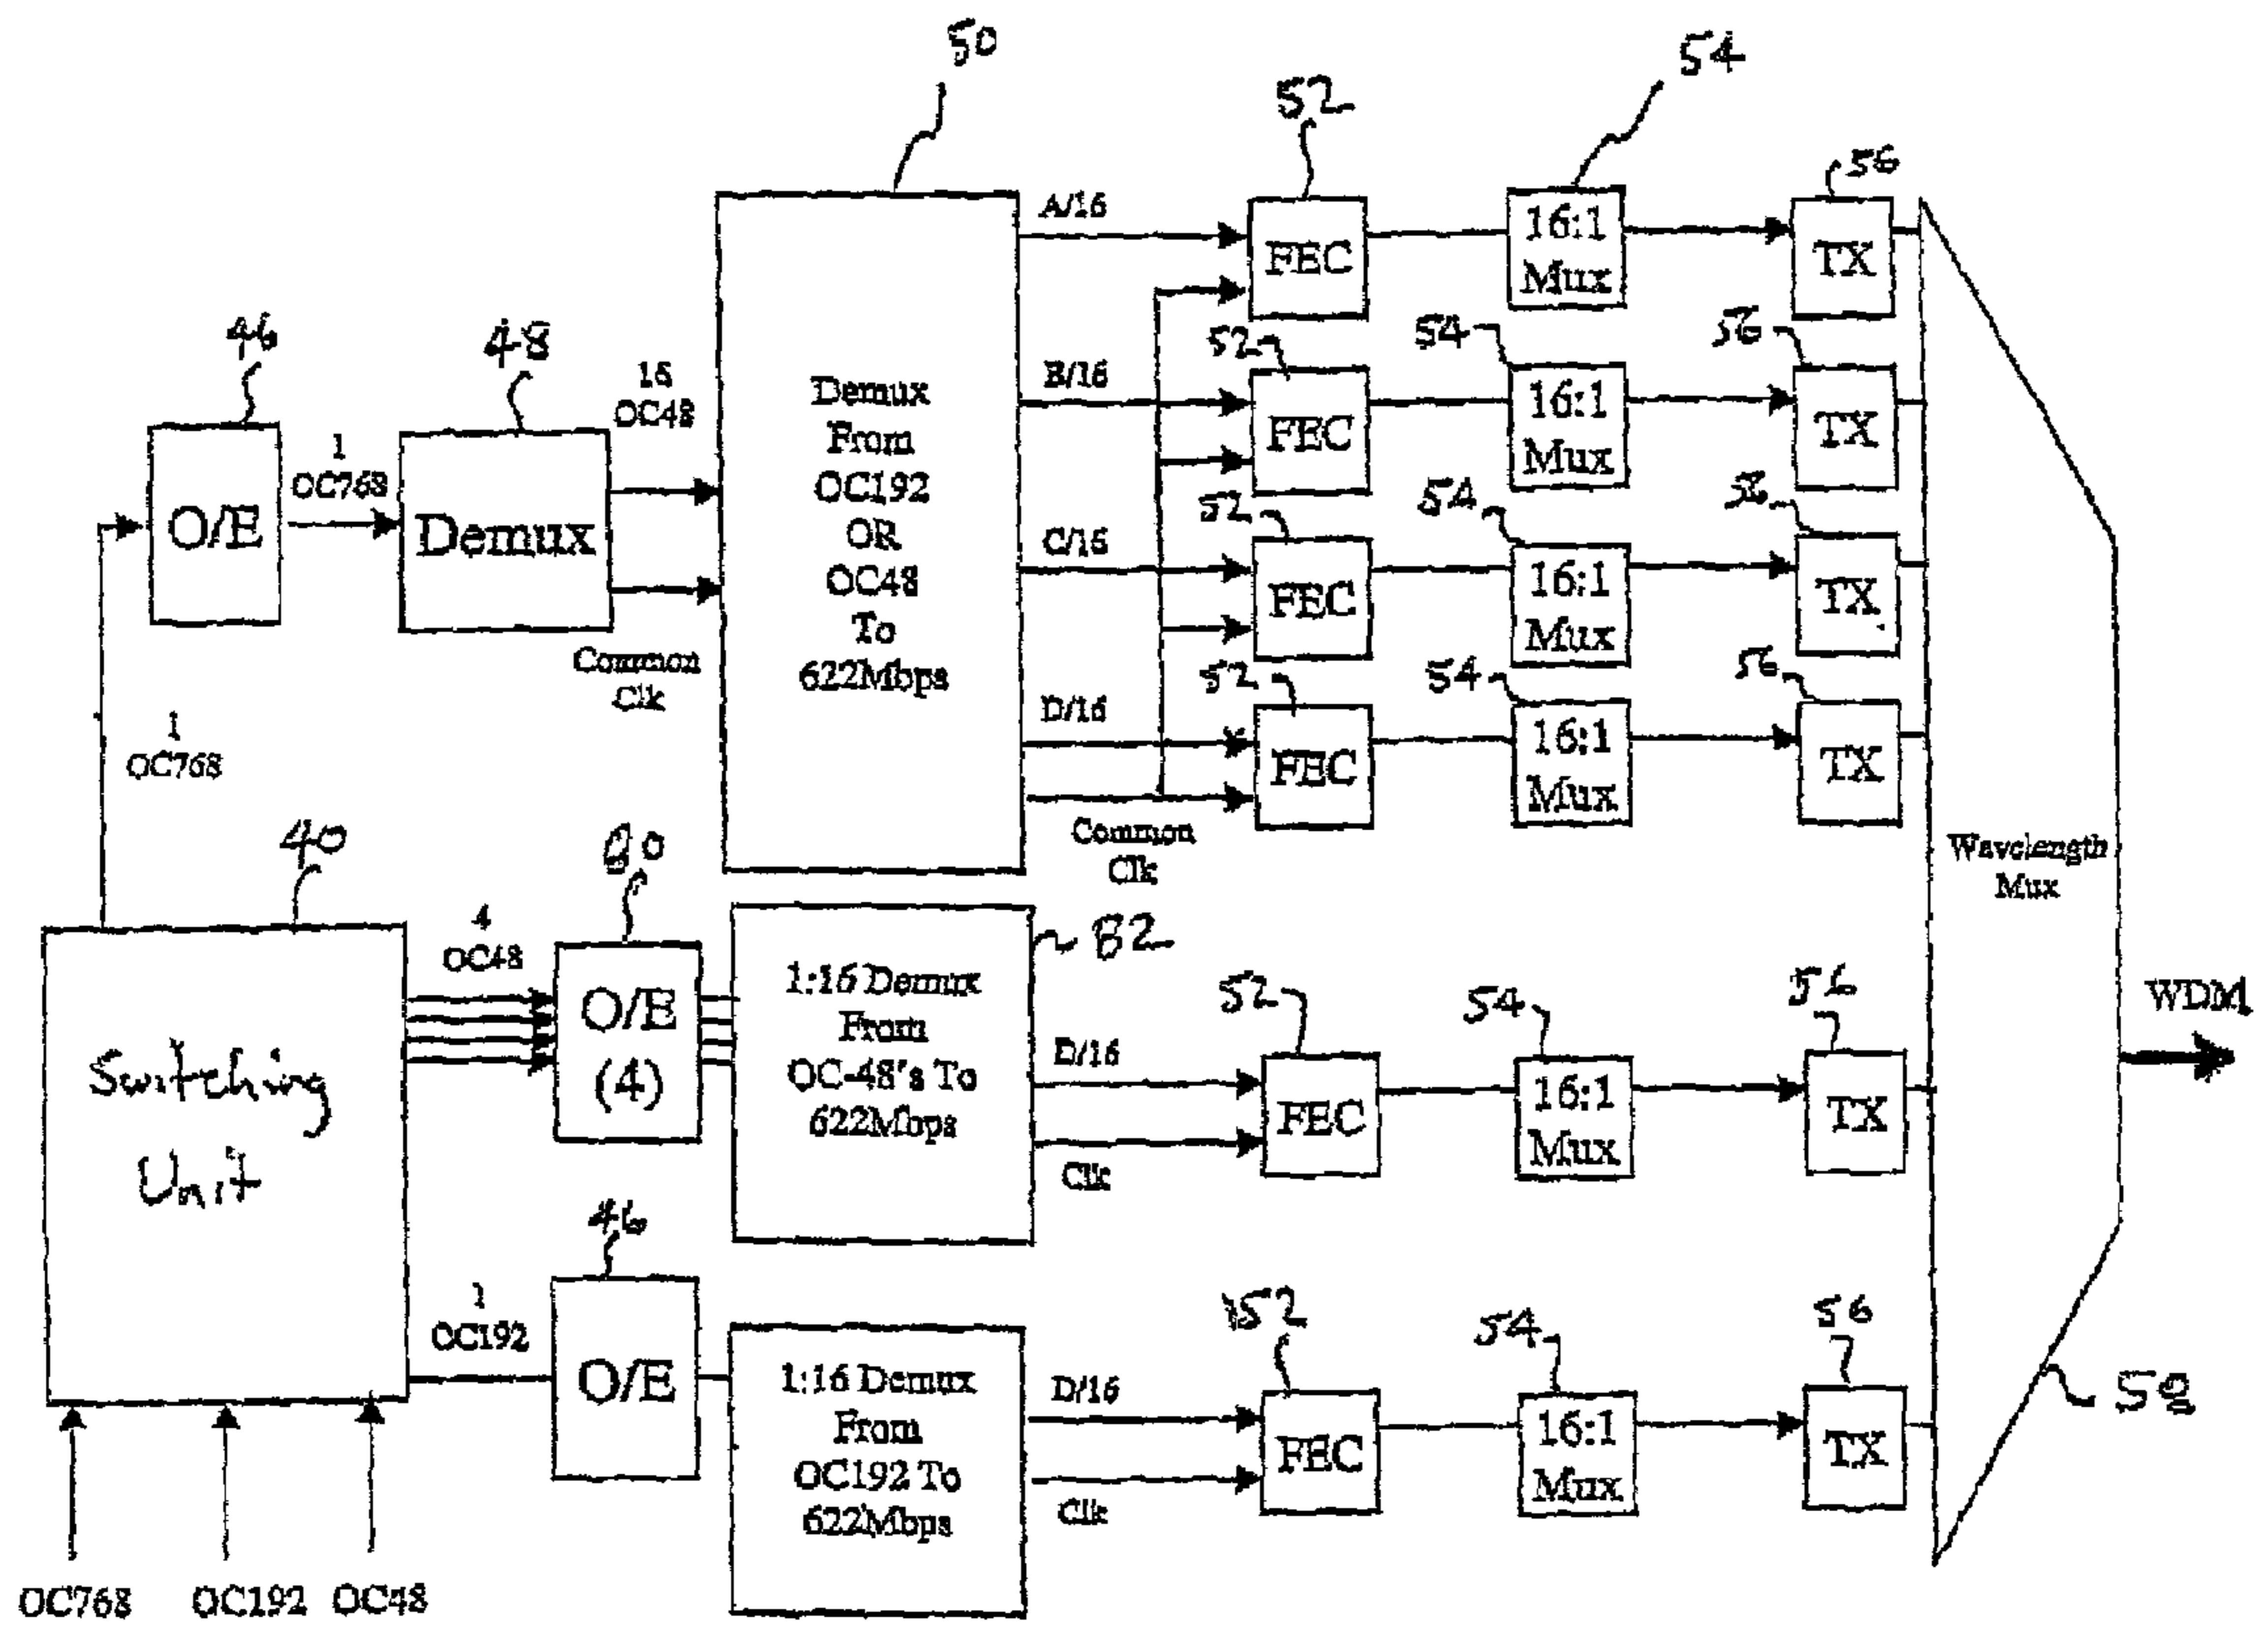 50
52
54
56
A/16
FEC
16:1
Mux
TX
46
48
16
OC48
1
OC768
O/E
Demux
Common
Clk
Demux
From
OC192
OR
OC48
To
622Mbps
B/16
52
FEC
54
16:1
Mux
56
TX
C/16
52
FEC
54
16:1
Mux
56
TX
D/16
52
FEC
54
16:1
Mux
56
TX
Common
Clk
Wavelength
Mux
WDM
58
1
OC768
40
Switching
Unit
4
OC48
80
O/E
(4)
82
1:16 Demux
From
OC-48's To
622Mbps
E/16
Clk
52
FEC
54
16:1
Mux
56
TX
1
OC192
46
O/E
1:16 Demux
From
OC192 To
622Mbps
D/16
Clk
152
FEC
54
16:1
Mux
56
TX
OC768
OC192
OC48